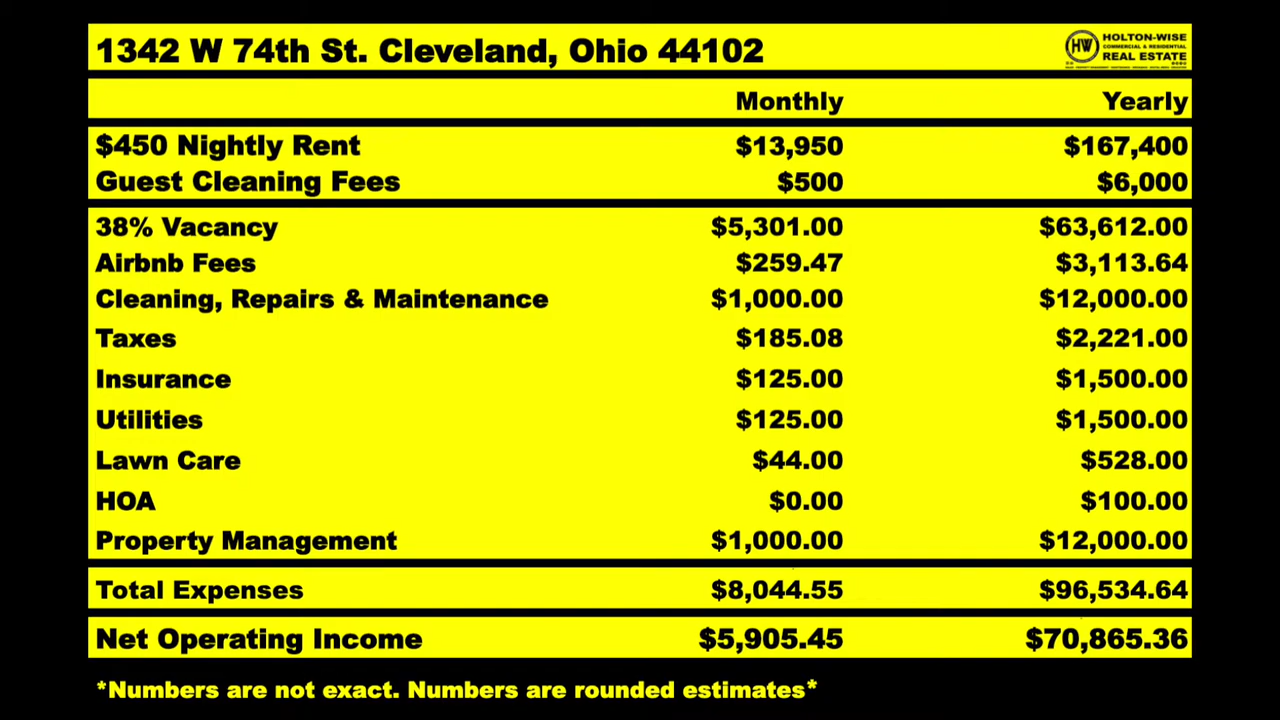 1342 W 74th St. Cleveland, Ohio 44102
HW
HOLTON-WISE
COMMERCIAL & RESIDENTIAL
REAL ESTATE
Monthly Yearly
$450 Nightly Rent $13,950 $167,400
Guest Cleaning Fees $500 $6,000
38% Vacancy $5,301.00 $63,612.00
Airbnb Fees $259.47 $3,113.64
Cleaning, Repairs & Maintenance $1,000.00 $12,000.00
Taxes $185.08 $2,221.00
Insurance $125.00 $1,500.00
Utilities $125.00 $1,500.00
Lawn Care $44.00 $528.00
HOA $0.00 $100.00
Property Management $1,000.00 $12,000.00
Total Expenses $8,044.55 $96,534.64
Net Operating Income $5,905.45 $70,865.36
*Numbers are not exact. Numbers are rounded estimates*